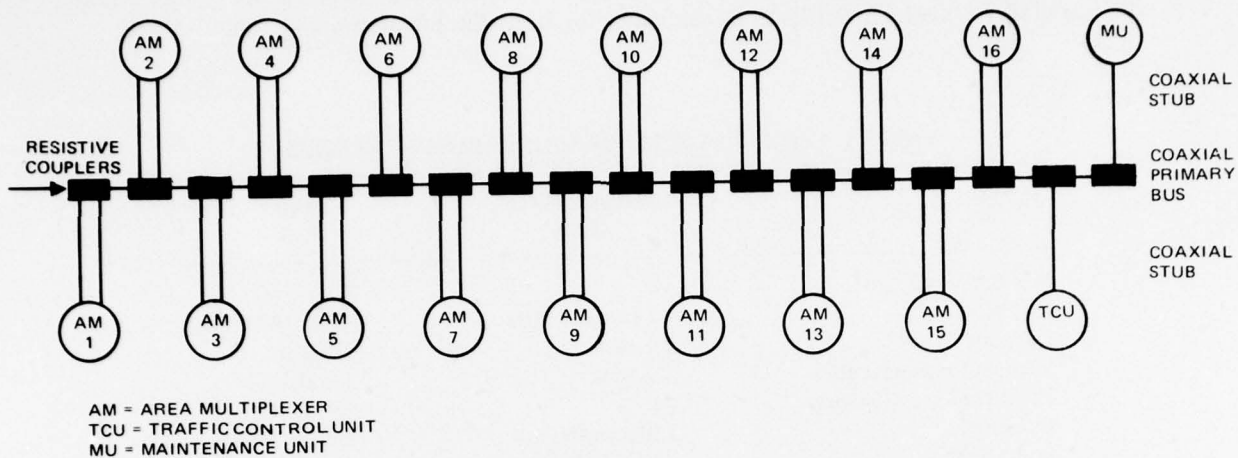 AM
2
AM
4
AM
6
AM
8
AM
10
AM
12
AM
14
AM
16
MU
COAXIAL
STUB
RESISTIVE
COUPLERS
COAXIAL
PRIMARY
BUS
COAXIAL
STUB
AM
1
AM
3
AM
5
AM
7
AM
9
AM
11
AM
13
AM
15
TCU
AM = AREA MULTIPLEXER
TCU = TRAFFIC CONTROL UNIT
MU = MAINTENANCE UNIT